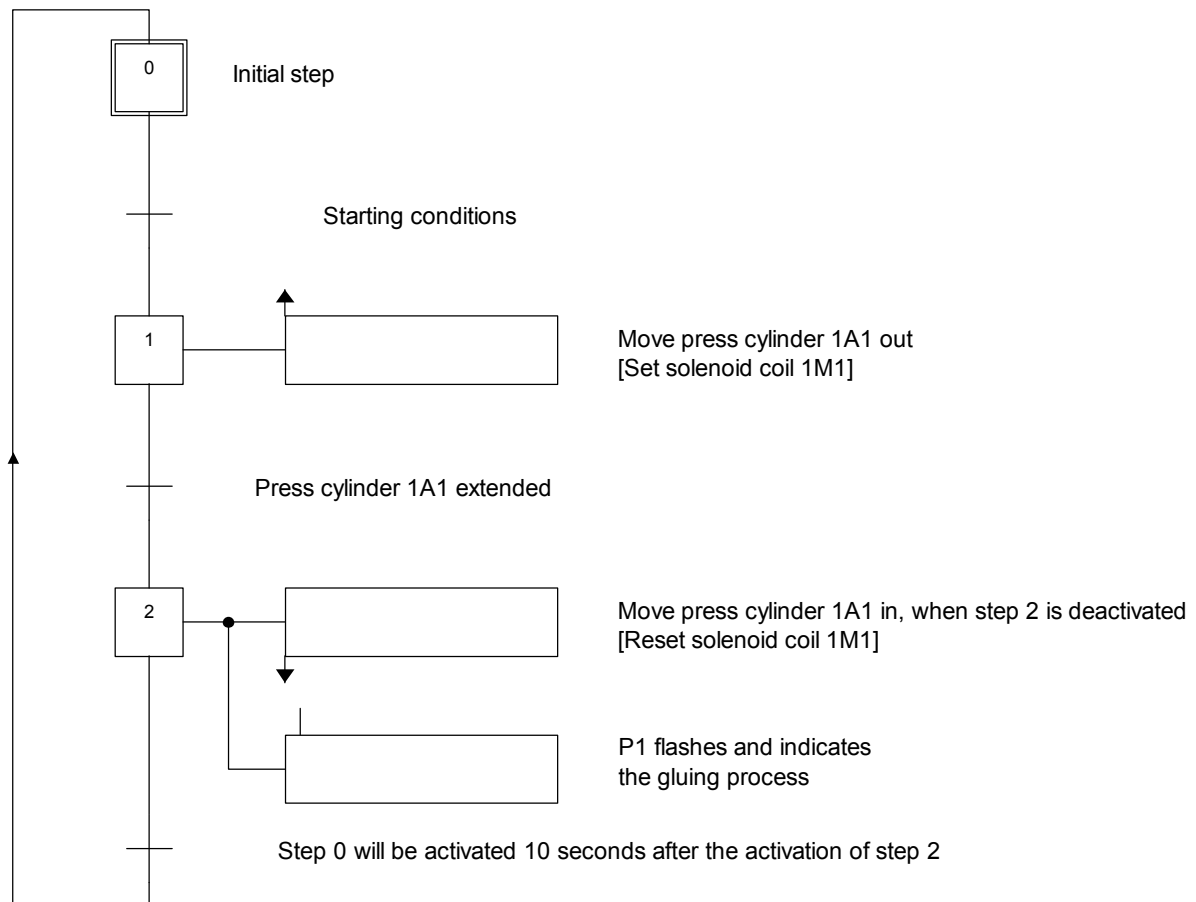 0
Initial step
Starting conditions
1
Move press cylinder 1A1 out
[Set solenoid coil 1M1]
Press cylinder 1A1 extended
2
Move press cylinder 1A1 in, when step 2 is deactivated
[Reset solenoid coil 1M1]
P1 flashes and indicates
the gluing process
Step 0 will be activated 10 seconds after the activation of step 2